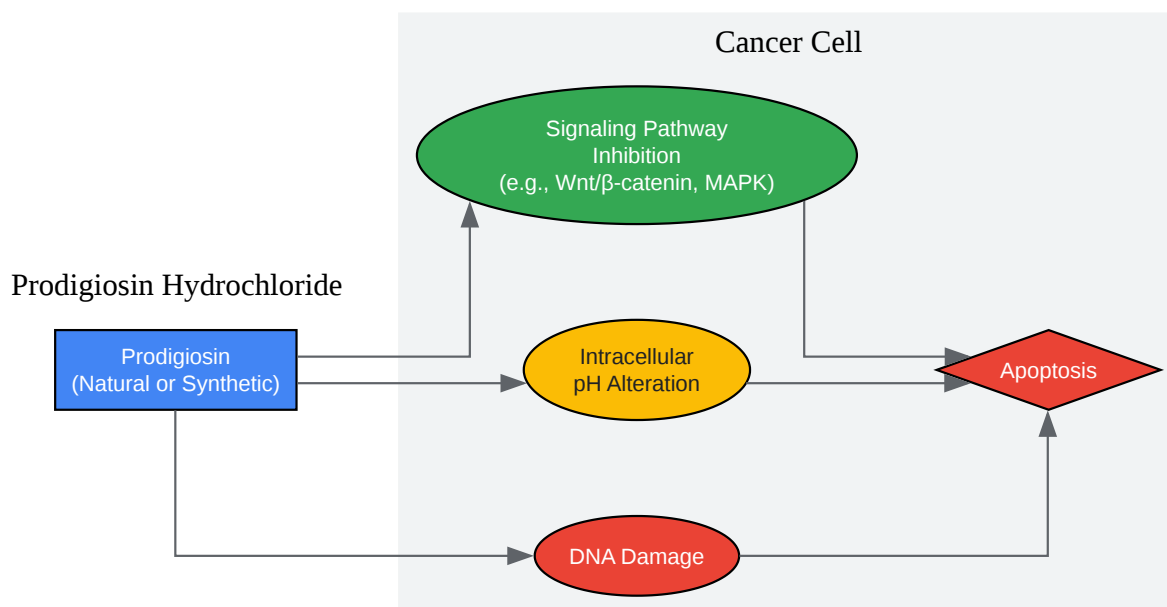 Cancer Cell
Signaling Pathway
Inhibition
(e.g., Wnt/β-catenin, MAPK)
Prodigiosin Hydrochloride
Prodigiosin
(Natural or Synthetic)
Intracellular
pH Alteration
Apoptosis
DNA Damage